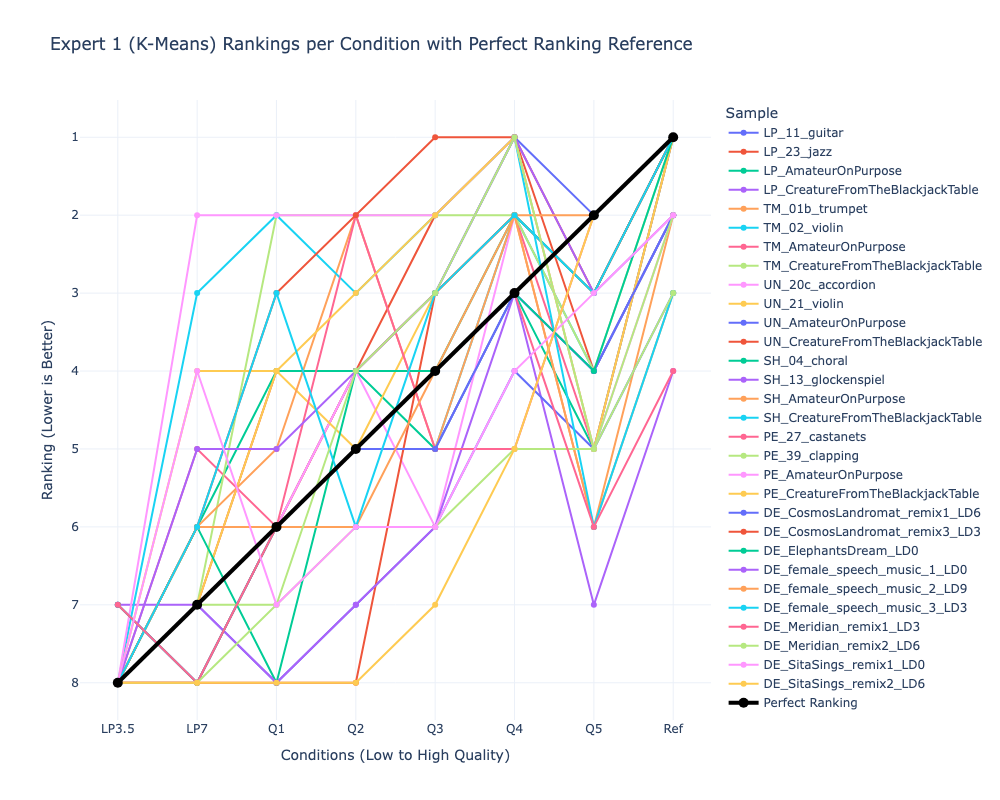 Expert 1 (K-Means) Rankings per Condition with Perfect Ranking Reference
Ranking (Lower is Better)
1
2
3
4
5
6
7
8
LP3.5
LP7
Q1
Q2
Q3
Q4
Q5
Ref
Conditions (Low to High Quality)
Sample
LP_11_guitar
LP_23_jazz
LP_AmateurOnPurpose
LP_CreatureFromTheBlackjackTable
TM_01b_trumpet
TM_02_violin
TM_AmateurOnPurpose
TM_CreatureFromTheBlackjackTable
UN_20c_accordion
UN_21_violin
UN_AmateurOnPurpose
UN_CreatureFromTheBlackjackTable
SH_04_choral
SH_13_glockenspiel
SH_AmateurOnPurpose
SH_CreatureFromTheBlackjackTable
PE_27_castanets
PE_39_clapping
PE_AmateurOnPurpose
PE_CreatureFromTheBlackjackTable
DE_CosmosLandromat_remix1_LD6
DE_CosmosLandromat_remix3_LD3
DE_ElephantsDream_LD0
DE_female_speech_music_1_LD0
DE_female_speech_music_2_LD9
DE_female_speech_music_3_LD3
DE_Meridian_remix1_LD3
DE_Meridian_remix2_LD6
DE_SitaSings_remix1_LD0
DE_SitaSings_remix2_LD6
Perfect Ranking